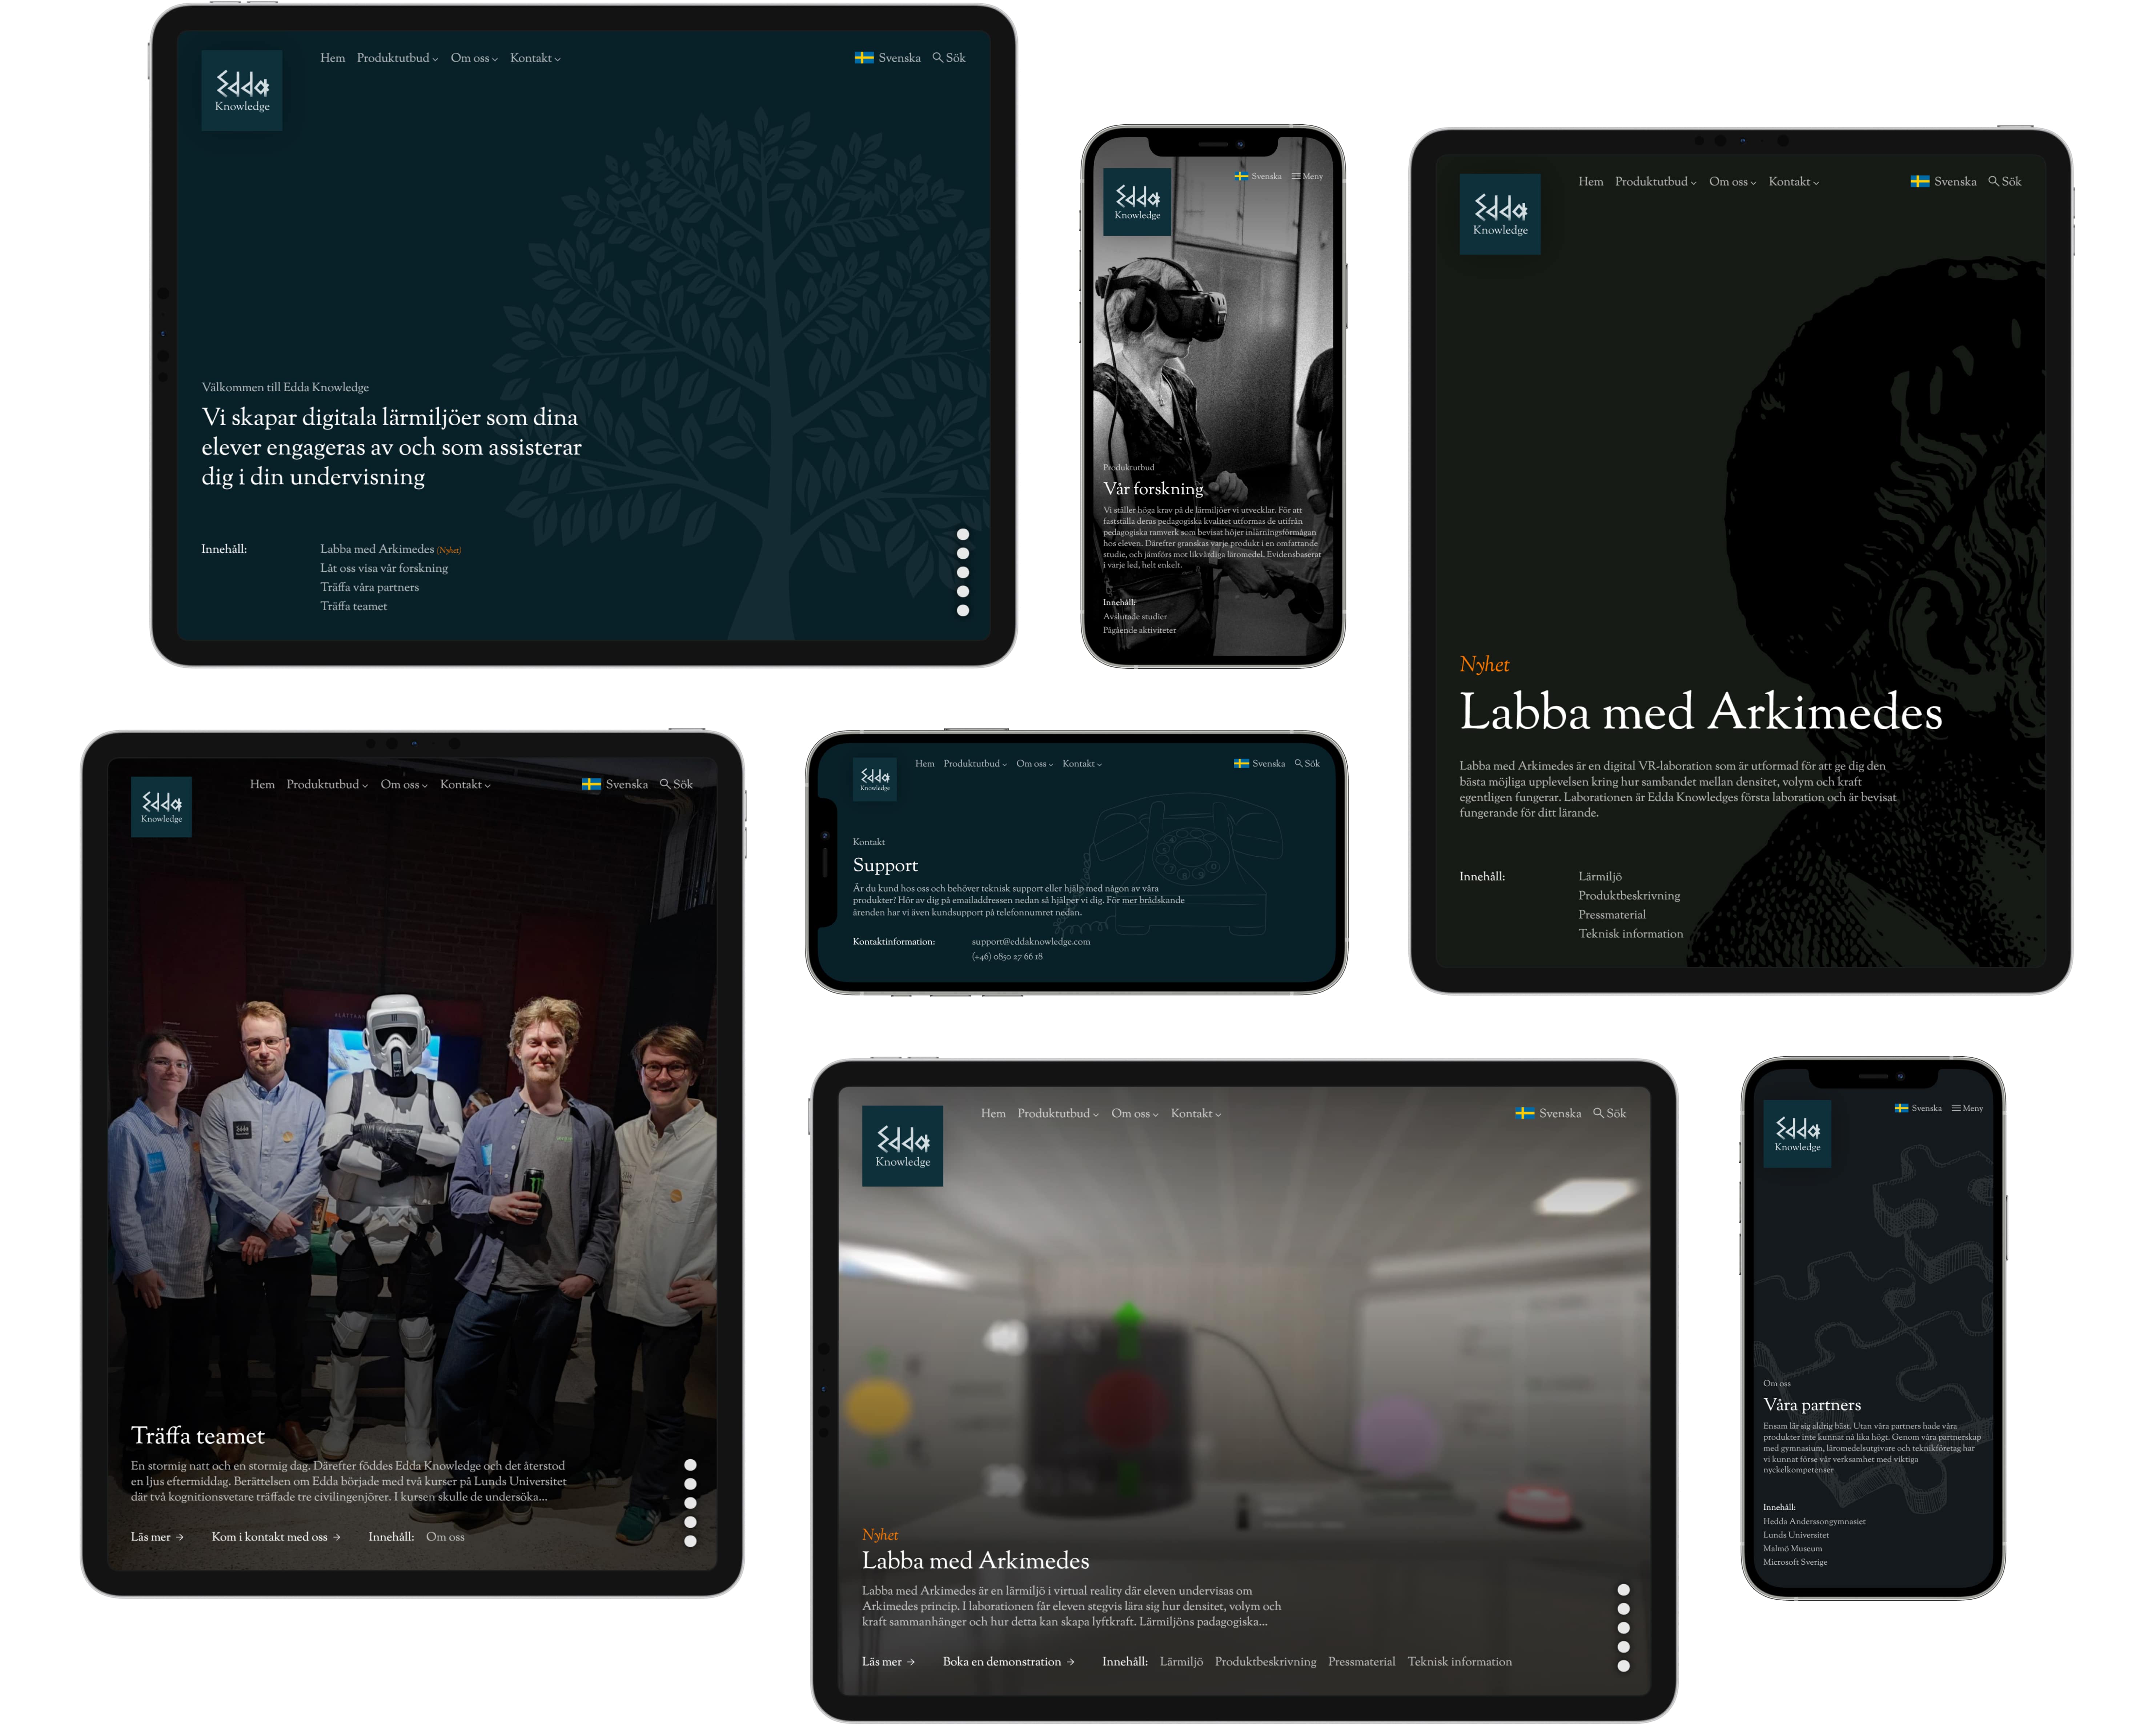 Edda
Knowledge
Hem Produktutbud Om oss Kontakt
Svenska Sök
Välkommen till Edda Knowledge
Vi skapar digitala lärmiljöer som dina
elever engageras av och som assisterar
dig i din undervisning
Innehåll:
Labba med Arkimedes (Nyhet)
Låt oss visa vår forskning
Träffa våra partners
Träffa teamet
Edda
Knowledge
Svenska Meny
Produktutbud
Vår forskning
Vi ställer höga krav på de lärmiljöer vi utvecklar. För att
fastställa deras pedagogiska kvalitet utformas de utifrån
pedagogiska ramverk som bevisat höjer inlärningsförmågan
hos eleven. Därefter granskas varje produkt i en omfattande
studie, och jämförs mot likvärdiga läromedel. Evidensbaserat
i varje led, helt enkelt.
Innehåll:
Avslutade studier
Pågående aktiviteter
Edda
Knowledge
Hem Produktutbud Om oss Kontakt
Svenska Sök
Nyhet
Labba med Arkimedes
Labba med Arkimedes är en digital VR-laboration som är utformad för att ge dig den
bästa möjliga upplevelsen kring hur sambandet mellan densitet, volym och kraft
egentligen fungerar. Laborationen är Edda Knowledges första laboration och är bevisat
fungerande för ditt lärande.
Innehåll:
Lärmiljö
Produktbeskrivning
Pressmaterial
Teknisk information
Edda
Knowledge
Hem Produktutbud Om oss Kontakt
Svenska Sök
Träffa teamet
En stormig natt och en stormig dag. Därefter föddes Edda Knowledge och det återstod
en ljus eftermiddag. Berättelsen om Edda började med två kurser på Lunds Universitet
där två kognitionsvetare träffade tre civilingenjörer. I kursen skulle de undersöka...
Läs mer → Kom i kontakt med oss → Innehåll: Om oss
Edda
Knowledge
Hem Produktutbud Om oss Kontakt
Svenska Sök
Kontakt
Support
Är du kund hos oss och behöver teknisk support eller hjälp med någon av våra
produkter? Hör av dig på emailaddressen nedan så hjälper vi dig. För mer brådskande
ärenden har vi även kundsupport på telefonnumret nedan.
Kontaktinformation:
support@eddaknowledge.com
(+46) 0850 27 66 18
Edda
Knowledge
Hem Produktutbud Om oss Kontakt
Svenska Sök
Nyhet
Labba med Arkimedes
Labba med Arkimedes är en lärmiljö i virtual reality där eleven undervisas om
Arkimedes princip. I laborationen får eleven stegvis lära sig hur densitet, volym och
kraft sammanhänger och hur detta kan skapa lyftkraft. Lärmiljöns padagogiska...
Läs mer → Boka en demonstration → Innehåll: Lärmiljö Produktbeskrivning Pressmaterial Teknisk information
Edda
Knowledge
Svenska Meny
Om oss
Våra partners
Ensam lär sig aldrig bäst. Utan våra partners hade våra
produkter inte kunnat nå lika högt. Genom våra partnerskap
med gymnasium, läromedelsutgivare och teknikföretag har
vi kunnat förse vår verksamhet med viktiga
nyckelkompetenser
Innehåll:
Hedda Anderssongymnasiet
Lunds Universitet
Malmö Museum
Microsoft Sverige